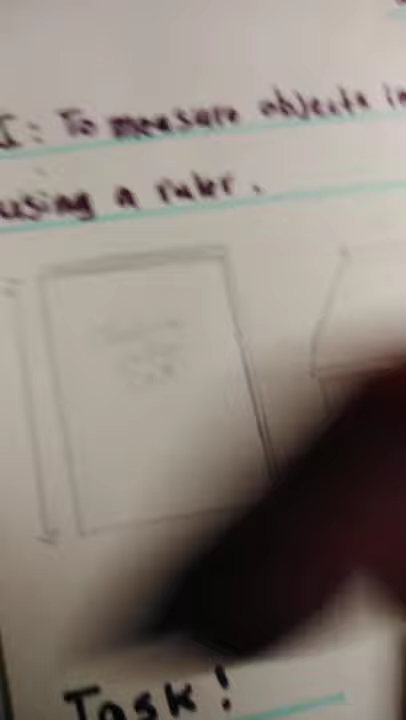 I: To measure objects in
using a ruler.
Task!